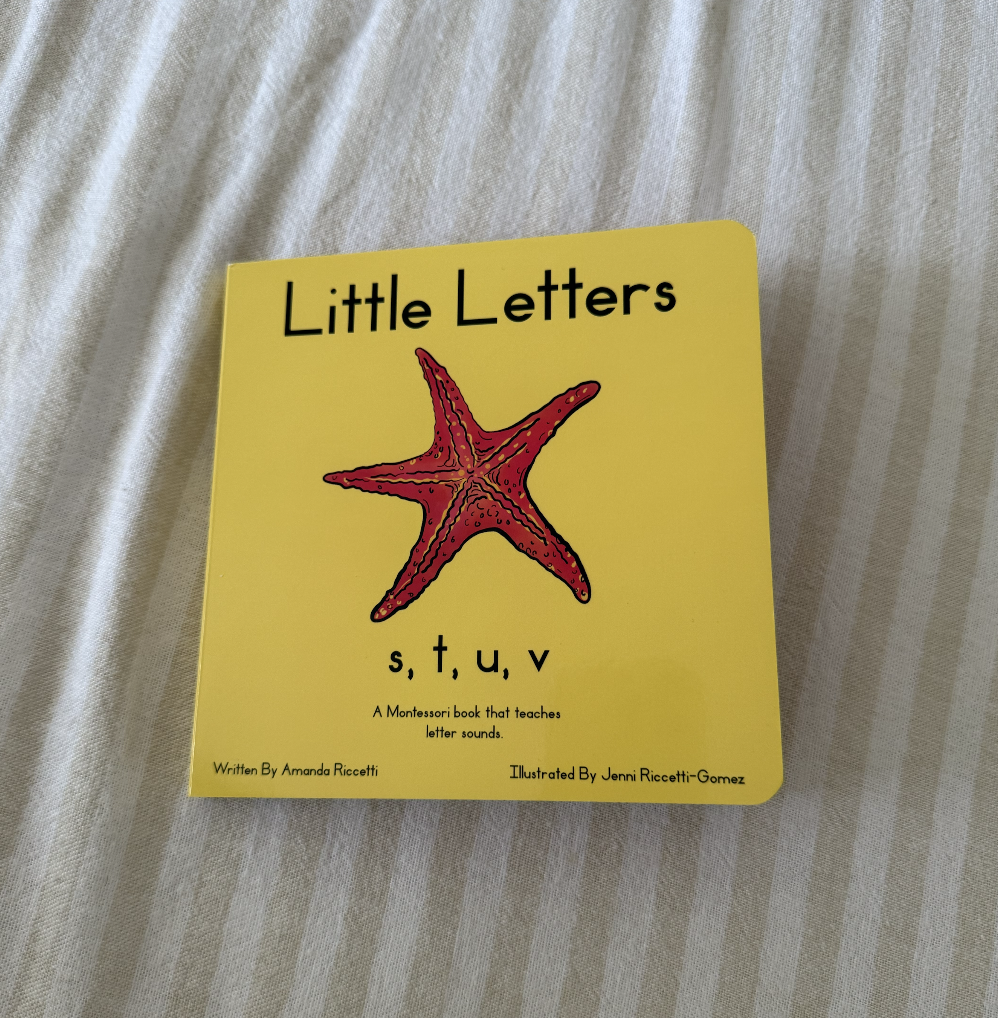 Little Letters
s, t, u, v
A Montessori book that teaches
letter sounds.
Written By Amanda Riccetti
Illustrated By Jenni Riccetti-Gomez